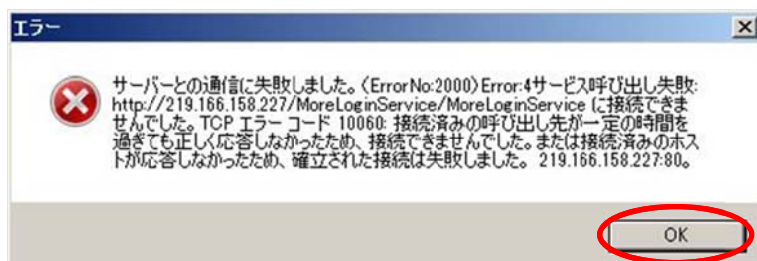 エラー
サーバーとの通信に失敗しました。(ErrorNo:2000)Error:4サービス呼び出し失敗:
http://219.166.158.227/MoreLoginService/MoreLoginService に接続できま
せんでした。TCP エラー コード 10060: 接続済みの呼び出し先が一定の時間を
過ぎても正しく応答しなかったため、接続できませんでした。または接続済みのホス
トが応答しなかったため、確立された接続は失敗しました。 219.166.158.227:80。
OK